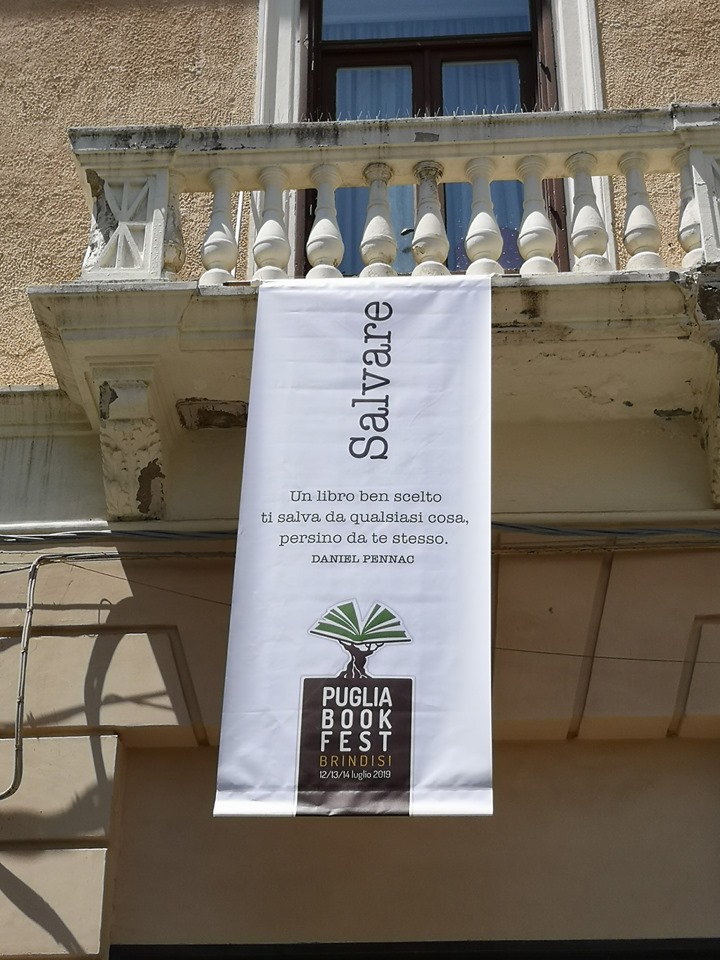 Salvare
Un libro ben scelto
ti salva da qualsiasi cosa,
persino da te stesso.
DANIEL PENNAC
PUGLIA
BOOK
FEST
BRINDISI
12/13/14 luglio 2019